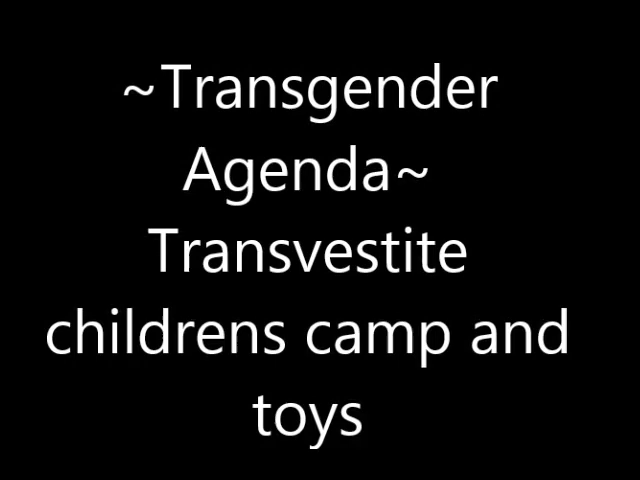 ~Transgender
Agenda~
Transvestite
childrens camp and
toys